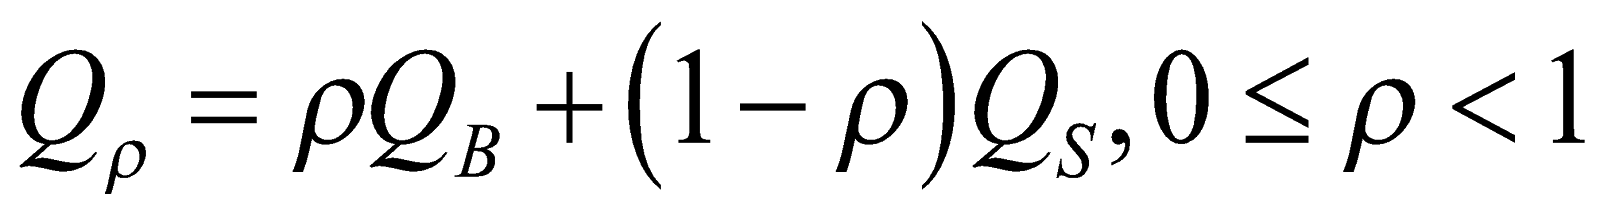 Q_ρ = ρQ_B + (1 − ρ)Q_S, 0 ≤ ρ < 1